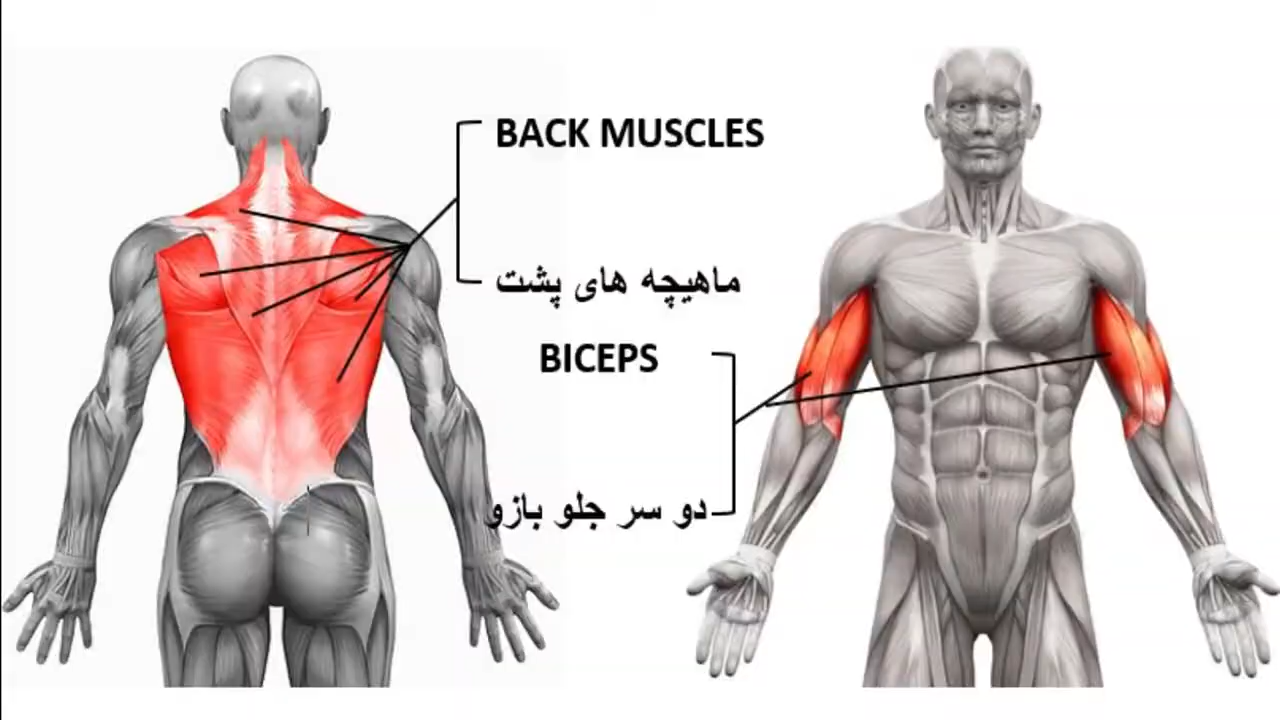 BACK MUSCLES
ماهیچه های پشت
BICEPS
دو سر جلو بازو